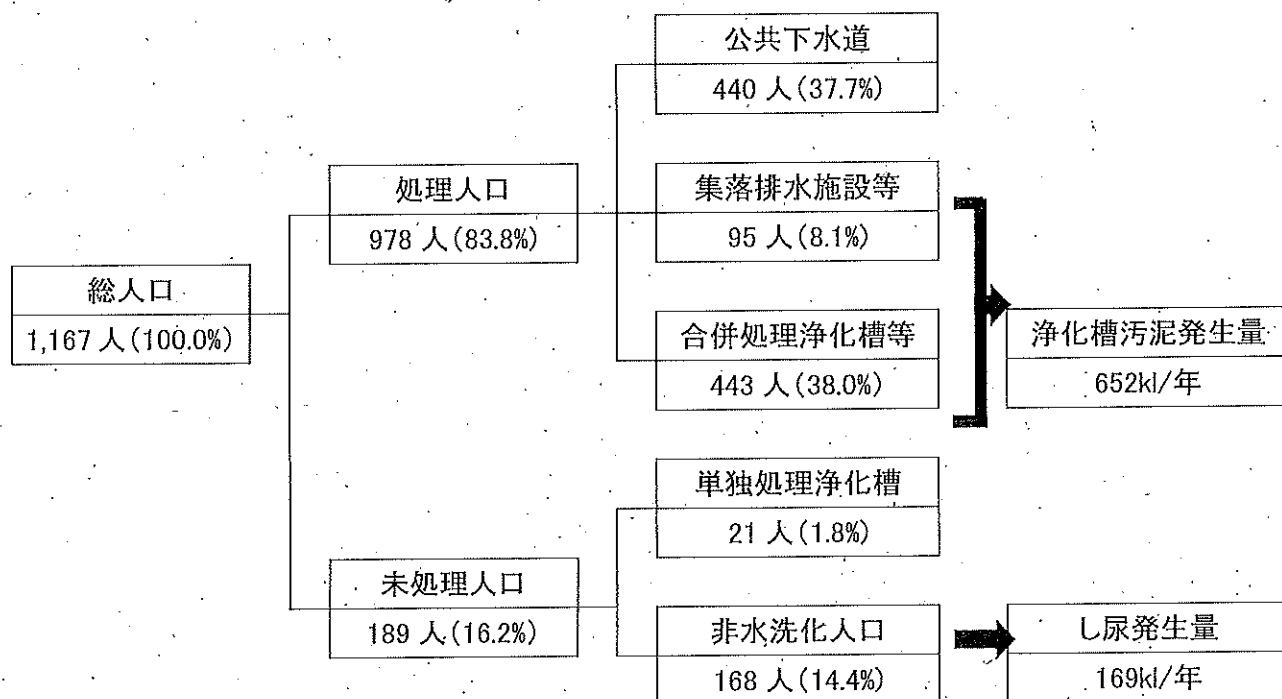 公共下水道
440 人(37.7%)
処理人口
978 人(83.8%)
集落排水施設等
95 人(8.1%)
総人口
1,167 人(100.0%)
合併処理浄化槽等
443 人(38.0%)
浄化槽汚泥発生量
652kl/年
単独処理浄化槽
21 人(1.8%)
未処理人口
189 人(16.2%)
非水洗化人口
168 人(14.4%)
し尿発生量
169kl/年